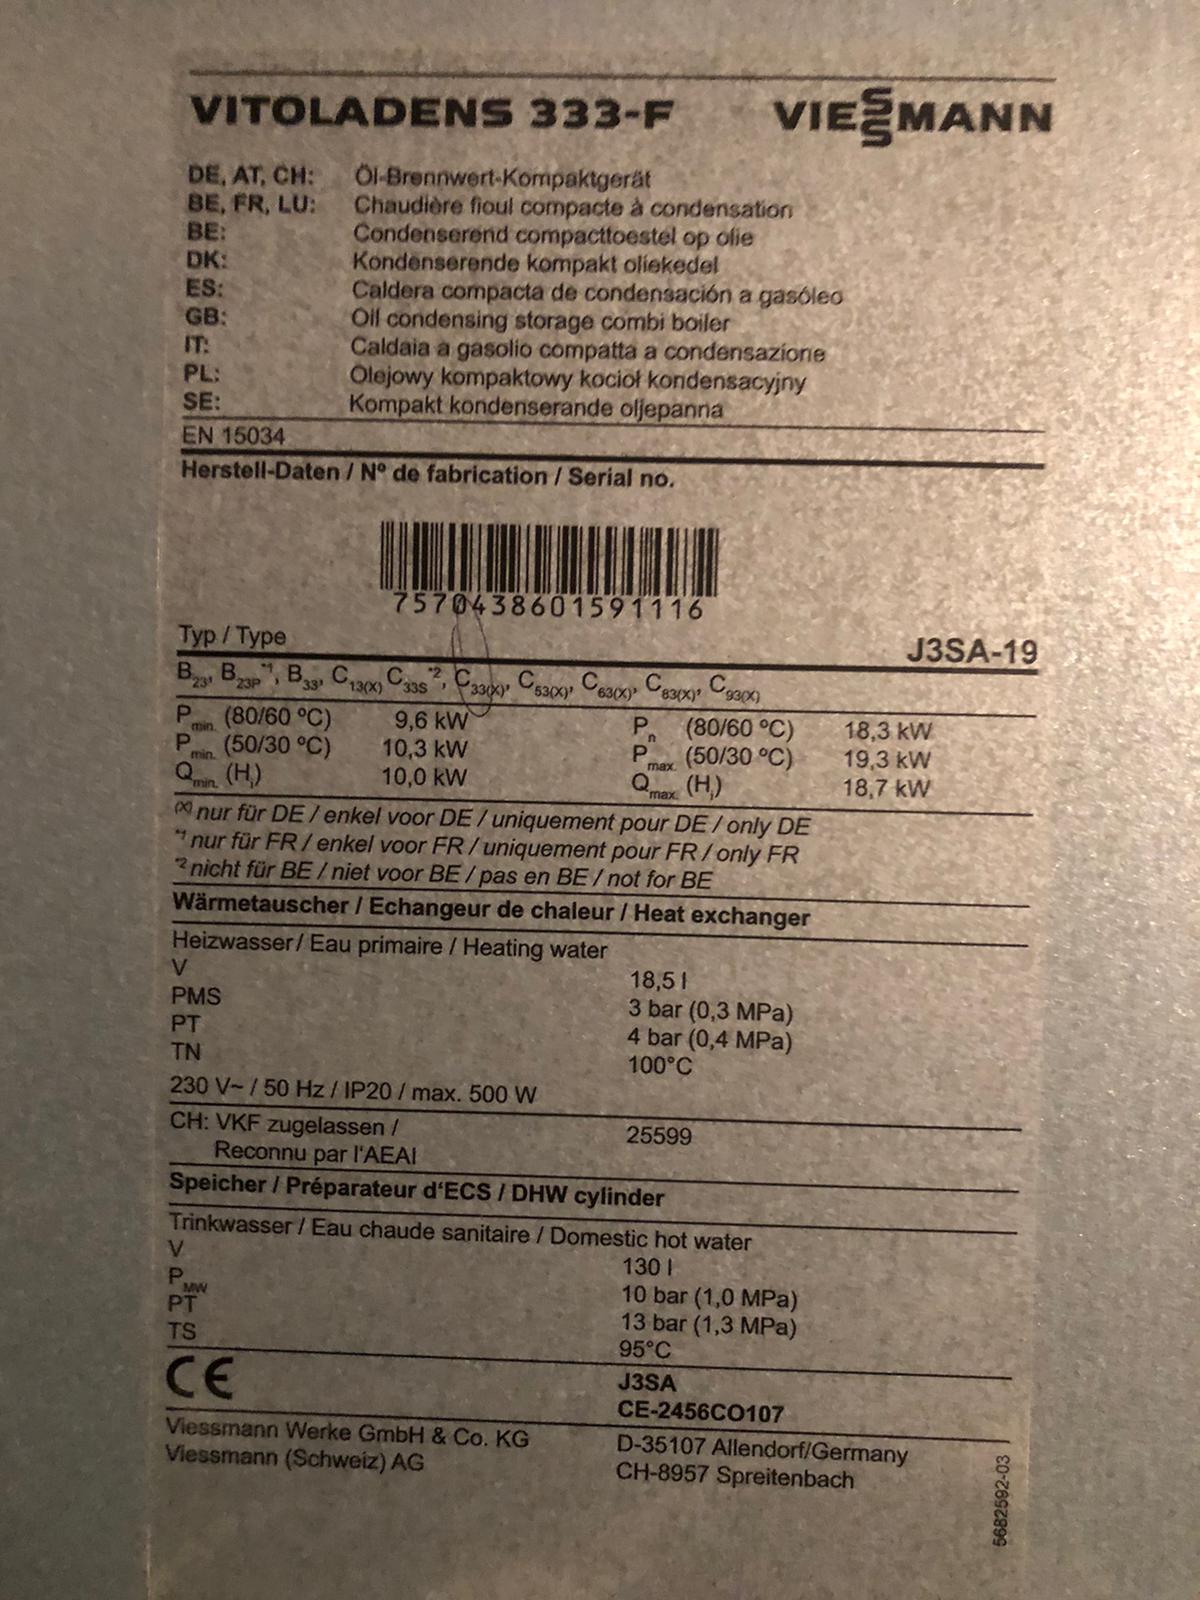 VITOLADENS 333-F VIESSMANN
DE, AT, CH: Öl-Brennwert-Kompaktgerät
BE, FR, LU: Chaudière fioul compacte à condensation
BE: Condenserend compacttoestel op olie
DK: Kondenserende kompakt oliekedel
ES: Caldera compacta de condensación a gasóleo
GB: Oil condensing storage combi boiler
IT: Caldaia a gasolio compatta a condensazione
PL: Olejowy kompaktowy kocioł kondensacyjny
SE: Kompakt kondenserande oljepanna
EN 15034
Herstell-Daten / Nº de fabrication / Serial no.
7570438601591116
Typ / Type J3SA-19
B23, B23P*1, B33, C13(X) C33S*2, C33(X), C53(X), C63(X), C83(X), C93(X)
Pmin. (80/60 ºC) 9,6 kW Pn (80/60 ºC) 18,3 kW
Pmin. (50/30 ºC) 10,3 kW Pmax. (50/30 ºC) 19,3 kW
Qmin. (Hi) 10,0 kW Qmax. (Hi) 18,7 kW
(X) nur für DE / enkel voor DE / uniquement pour DE / only DE
*1 nur für FR / enkel voor FR / uniquement pour FR / only FR
*2 nicht für BE / niet voor BE / pas en BE / not for BE
Wärmetauscher / Echangeur de chaleur / Heat exchanger
Heizwasser / Eau primaire / Heating water
V 18,5 l
PMS 3 bar (0,3 MPa)
PT 4 bar (0,4 MPa)
TN 100°C
230 V~ / 50 Hz / IP20 / max. 500 W
CH: VKF zugelassen / 25599
Reconnu par l'AEAI
Speicher / Préparateur d'ECS / DHW cylinder
Trinkwasser / Eau chaude sanitaire / Domestic hot water
V 130 l
PMW 10 bar (1,0 MPa)
PT 13 bar (1,3 MPa)
TS 95°C
CE J3SA
CE-2456CO107
Viessmann Werke GmbH & Co. KG D-35107 Allendorf/Germany
Viessmann (Schweiz) AG CH-8957 Spreitenbach
5682592-03